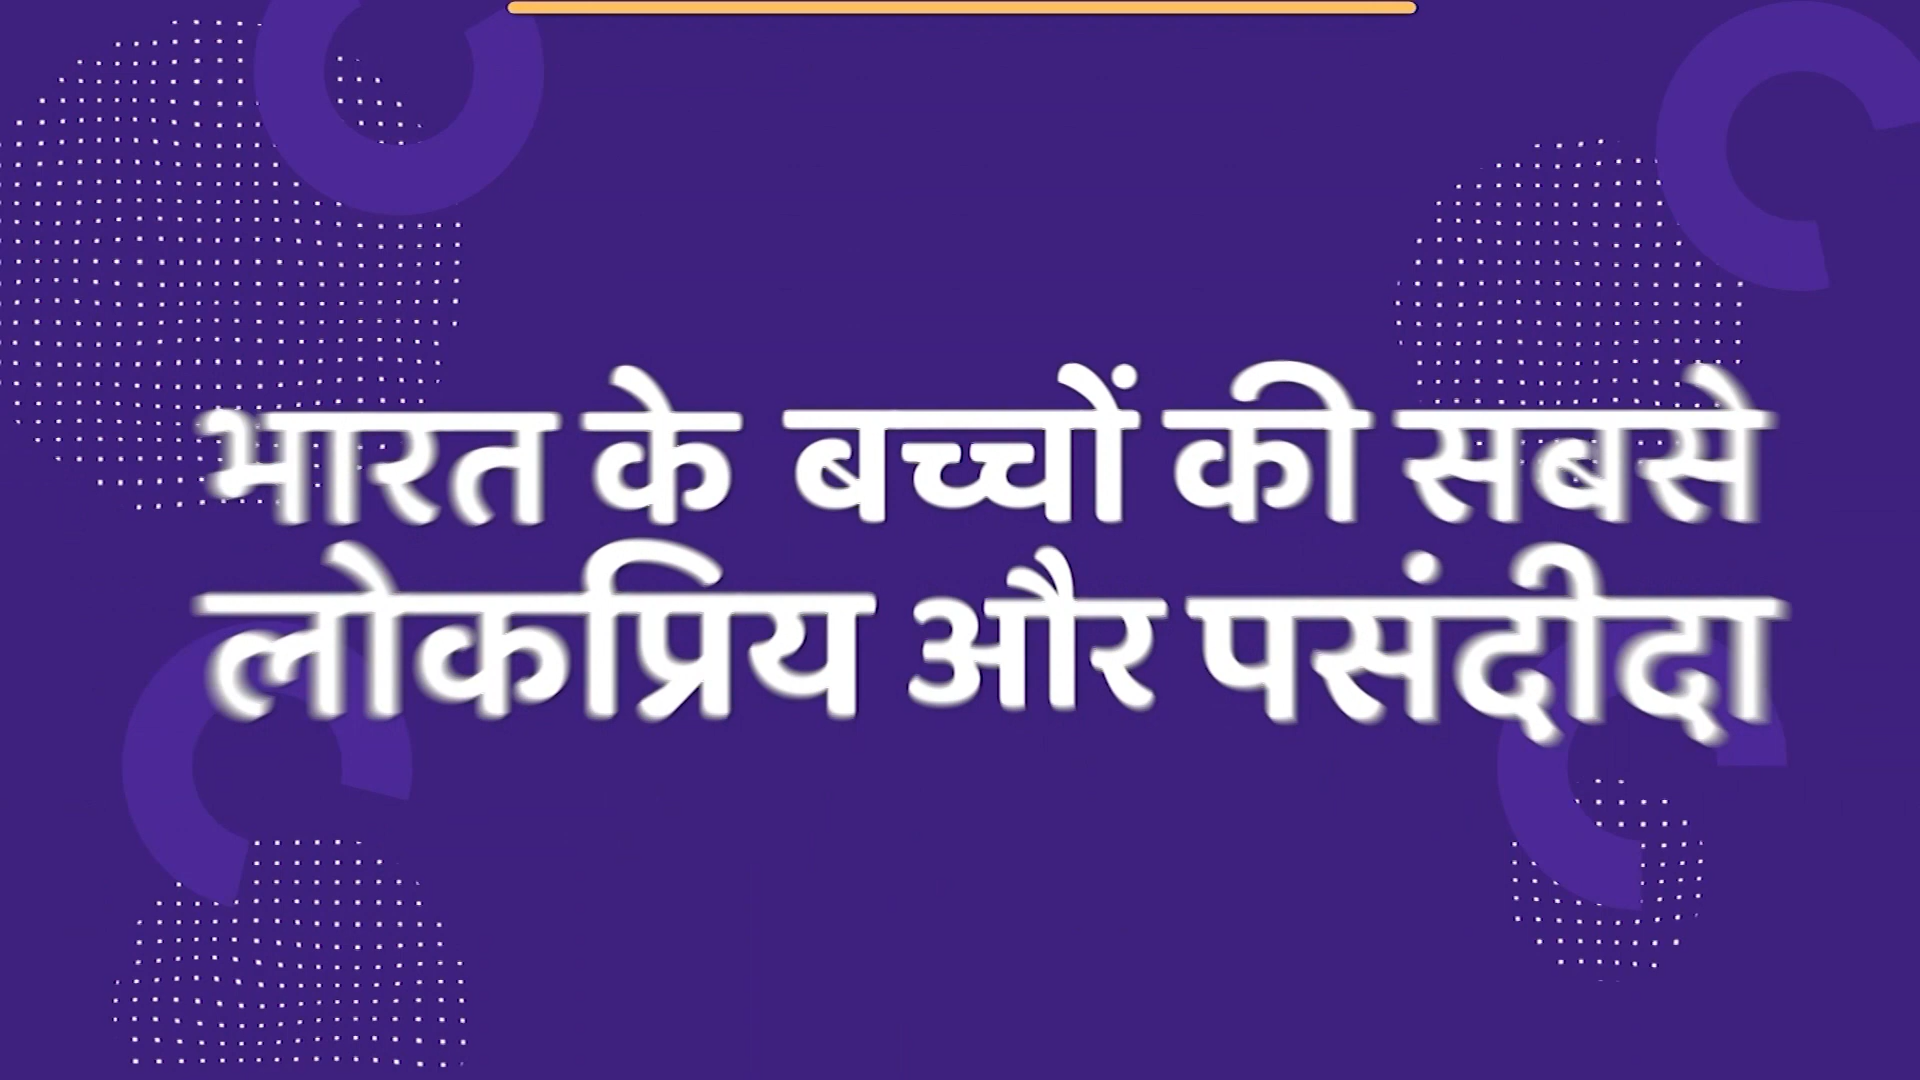 भारत के बच्चों की सबसे
लोकप्रिय और पसंदीदा